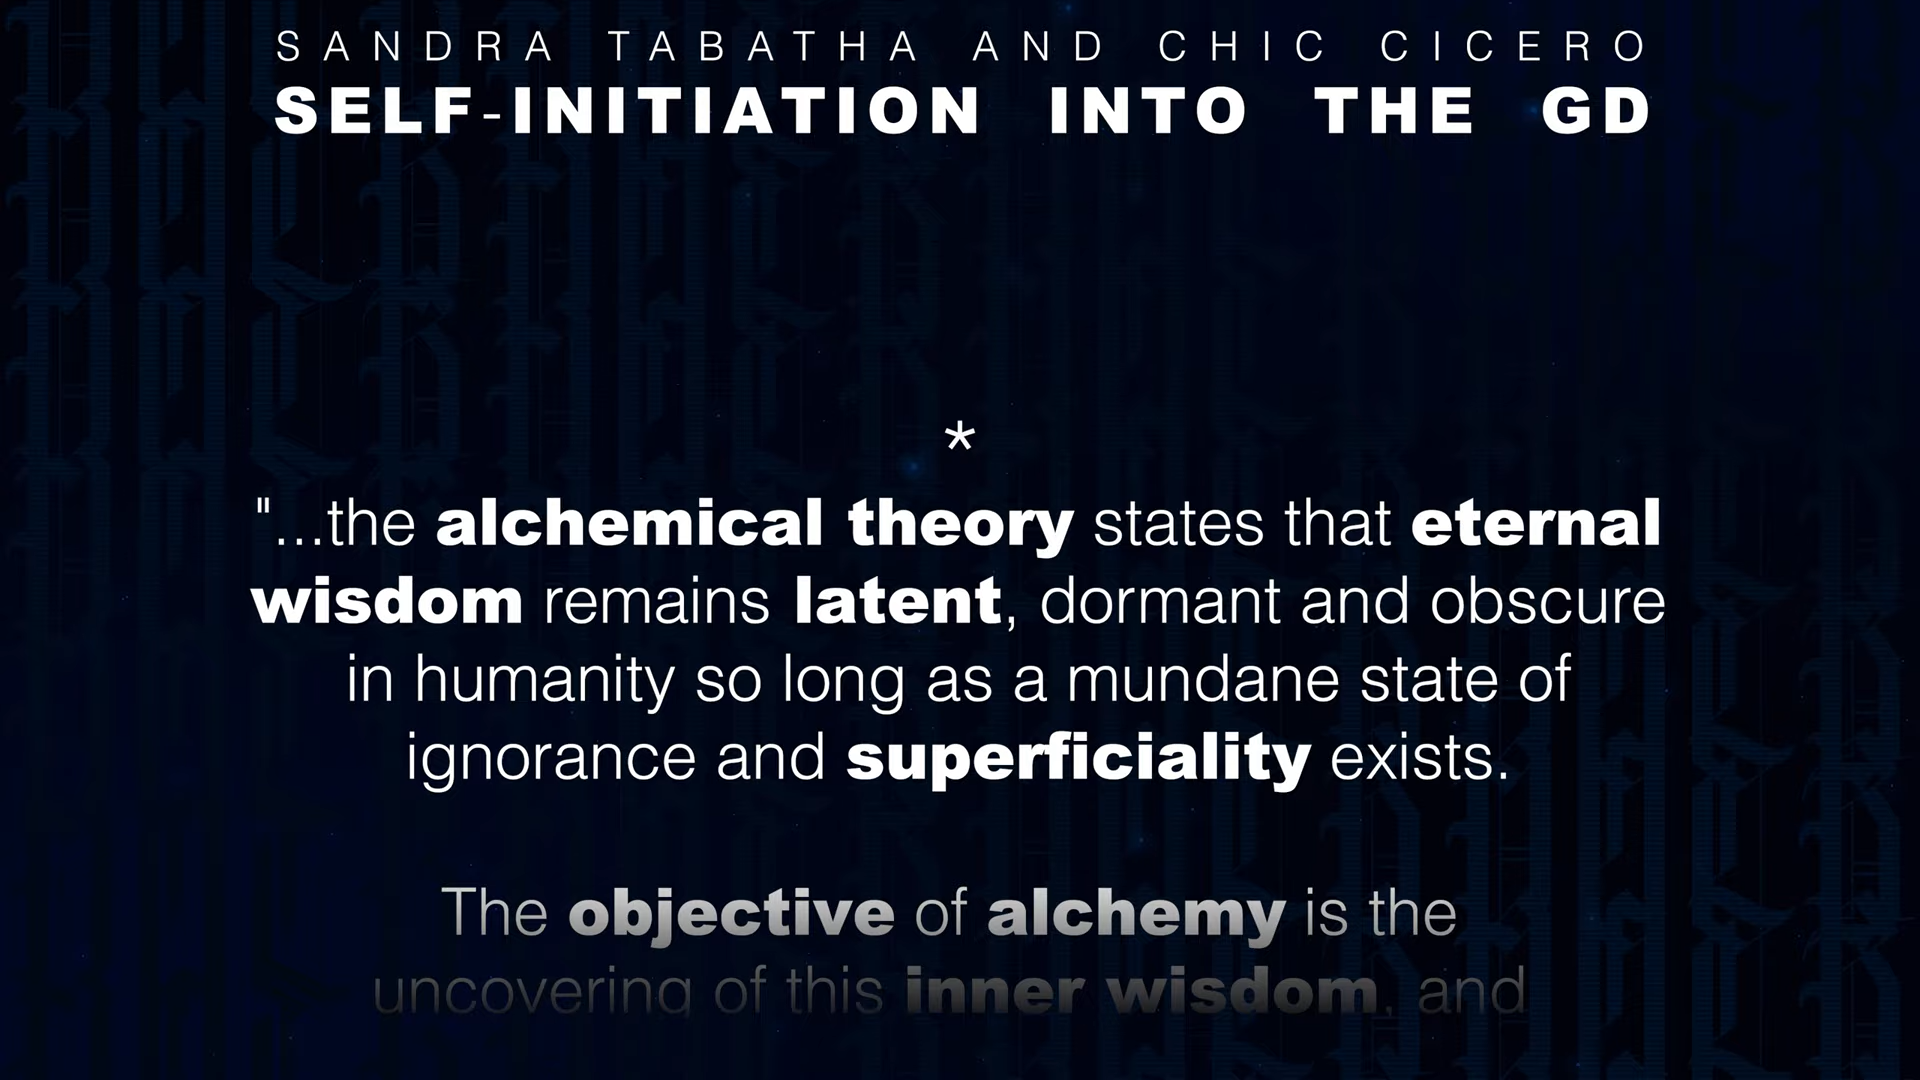 SANDRA TABATHA AND CHIC CICERO
SELF-INITIATION INTO THE GD
*
"...the alchemical theory states that eternal
wisdom remains latent, dormant and obscure
in humanity so long as a mundane state of
ignorance and superficiality exists.
The objective of alchemy is the
uncovering of this inner wisdom, and